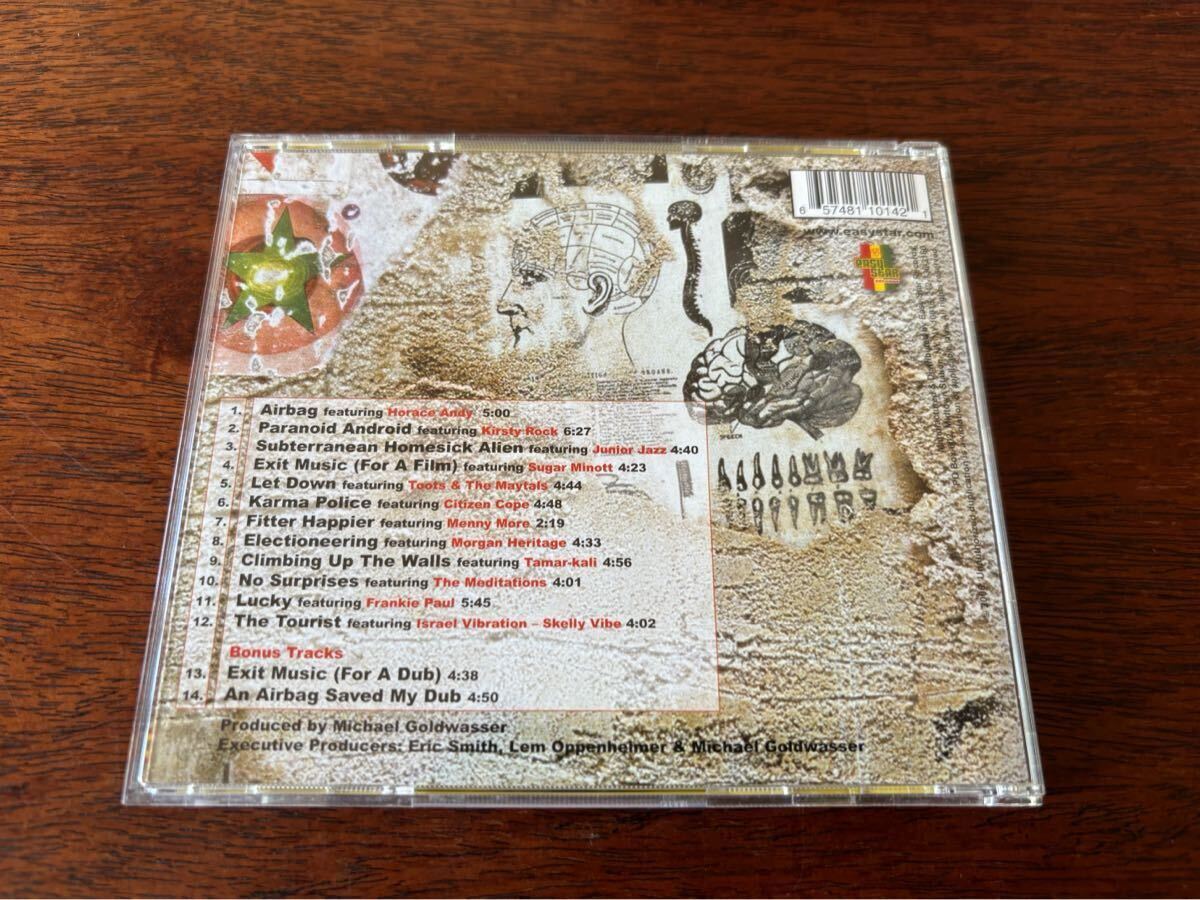 6 57481 10142 1
www.easystar.com
EASY
STAR
1. Airbag featuring Horace Andy 5:00
2. Paranoid Android featuring Kirsty Rock 6:27
3. Subterranean Homesick Alien featuring Junior Jazz 4:40
4. Exit Music (For A Film) featuring Sugar Minott 4:23
5. Let Down featuring Toots & The Maytals 4:44
6. Karma Police featuring Citizen Cope 4:48
7. Fitter Happier featuring Menny More 2:19
8. Electioneering featuring Morgan Heritage 4:33
9. Climbing Up The Walls featuring Tamar-kali 4:56
10. No Surprises featuring The Meditations 4:01
11. Lucky featuring Frankie Paul 5:45
12. The Tourist featuring Israel Vibration – Skelly Vibe 4:02
Bonus Tracks
13. Exit Music (For A Dub) 4:38
14. An Airbag Saved My Dub 4:50
Produced by Michael Goldwasser
Executive Producers: Eric Smith, Lem Oppenheimer & Michael Goldwasser
SPEECH